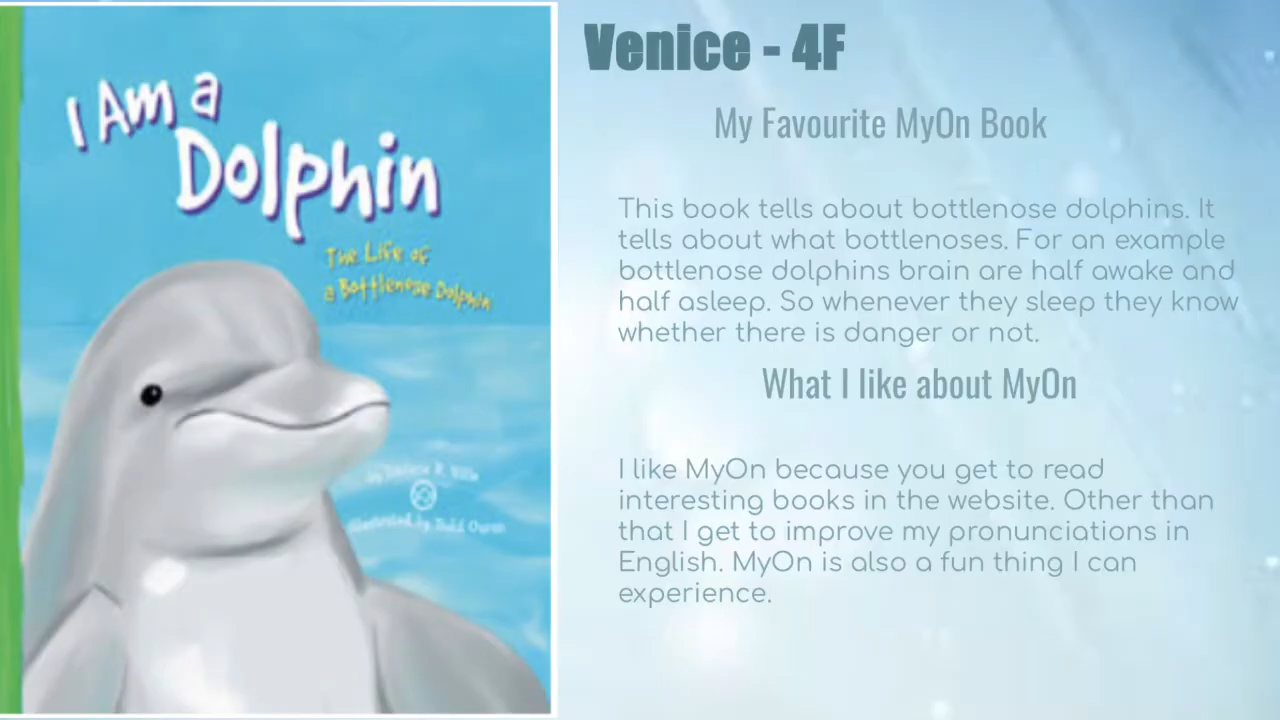 I Am a
Dolphin
The Life of
a Bottlenose Dolphin
Illustrated by Todd
Venice - 4F
My Favourite MyOn Book
This book tells about bottlenose dolphins. It
tells about what bottlenoses. For an example
bottlenose dolphins brain are half awake and
half asleep. So whenever they sleep they know
whether there is danger or not.
What I like about MyOn
I like MyOn because you get to read
interesting books in the website. Other than
that I get to improve my pronunciations in
English. MyOn is also a fun thing I can
experience.